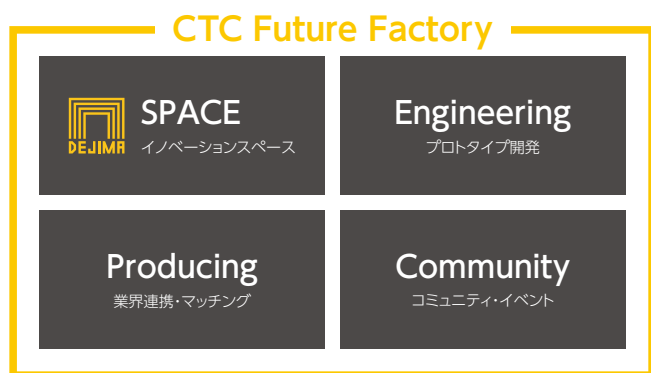 CTC Future Factory
DEJIMA
SPACE
イノベーションスペース
Engineering
プロトタイプ開発
Producing
業界連携・マッチング
Community
コミュニティ・イベント